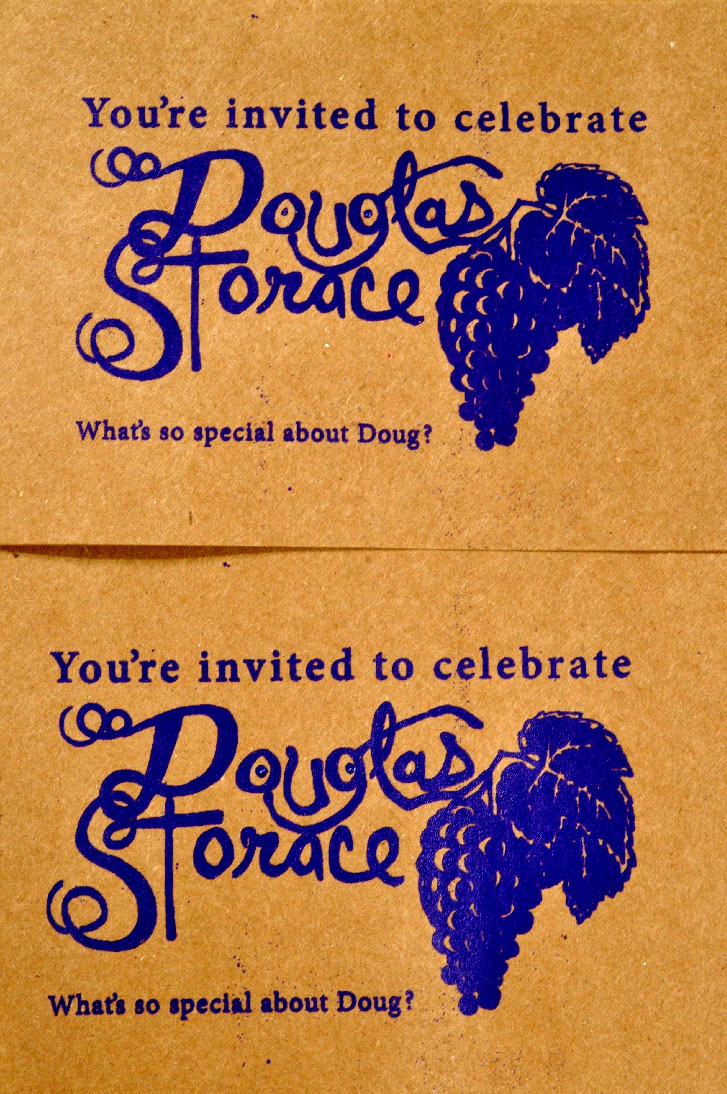 You're invited to celebrate
Douglas
Storace
What's so special about Doug?
You're invited to celebrate
Douglas
Storace
What's so special about Doug?